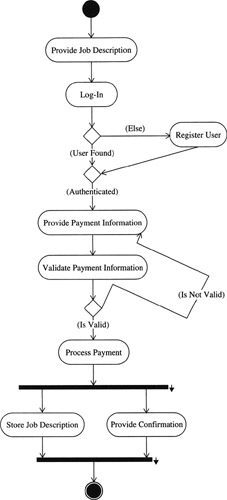 Provide Job Description
Log-In
(Else)
Register User
(User Found)
(Authenticated)
Provide Payment Information
Validate Payment Information
(Is Not Valid)
(Is Valid)
Process Payment
Store Job Description
Provide Confirmation